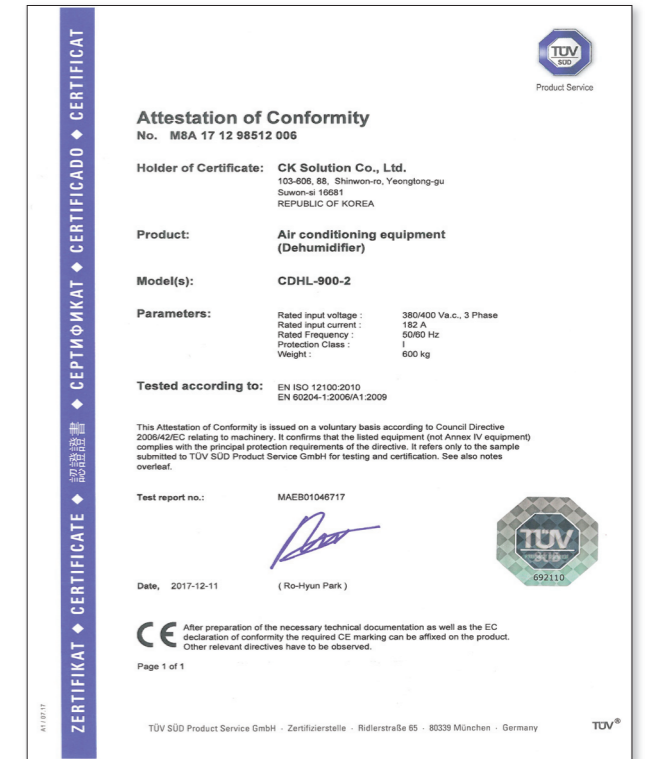 ZERTIFIKAT ◆ CERTIFICATE ◆ 認證證書 ◆ СЕРТИФИКАТ ◆ CERTIFICADO ◆ CERTIFICAT
TÜV
SÜD
Product Service
Attestation of Conformity
No. M8A 17 12 98512 006
Holder of Certificate: CK Solution Co., Ltd.
103-606, 88, Shinwon-ro, Yeongtong-gu
Suwon-si 16681
REPUBLIC OF KOREA
Product: Air conditioning equipment
(Dehumidifier)
Model(s): CDHL-900-2
Parameters: Rated input voltage : 380/400 Va.c., 3 Phase
Rated input current : 182 A
Rated Frequency : 50/60 Hz
Protection Class : I
Weight : 600 kg
Tested according to: EN ISO 12100:2010
EN 60204-1:2006/A1:2009
This Attestation of Conformity is issued on a voluntary basis according to Council Directive
2006/42/EC relating to machinery. It confirms that the listed equipment (not Annex IV equipment)
complies with the principal protection requirements of the directive. It refers only to the sample
submitted to TÜV SÜD Product Service GmbH for testing and certification. See also notes
overleaf.
Test report no.: MAEB01046717
TÜV
SÜD
692110
Date, 2017-12-11 ( Ro-Hyun Park )
CE After preparation of the necessary technical documentation as well as the EC
declaration of conformity the required CE marking can be affixed on the product.
Other relevant directives have to be observed.
Page 1 of 1
A1 / 07.17
TÜV SÜD Product Service GmbH · Zertifizierstelle · Ridlerstraße 65 · 80339 München · Germany
TÜV®